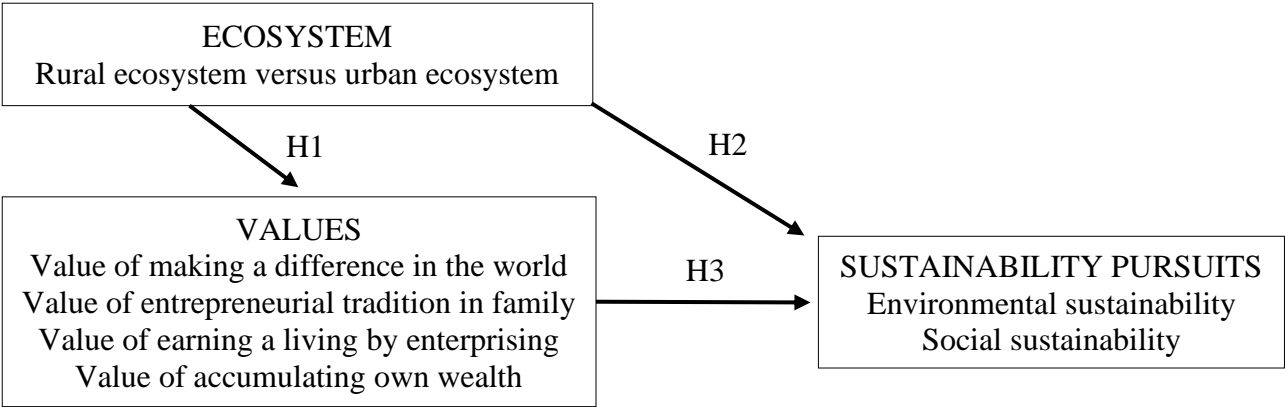 ECOSYSTEM
Rural ecosystem versus urban ecosystem
H1
H2
VALUES
Value of making a difference in the world
Value of entrepreneurial tradition in family
Value of earning a living by enterprising
Value of accumulating own wealth
H3
SUSTAINABILITY PURSUITS
Environmental sustainability
Social sustainability